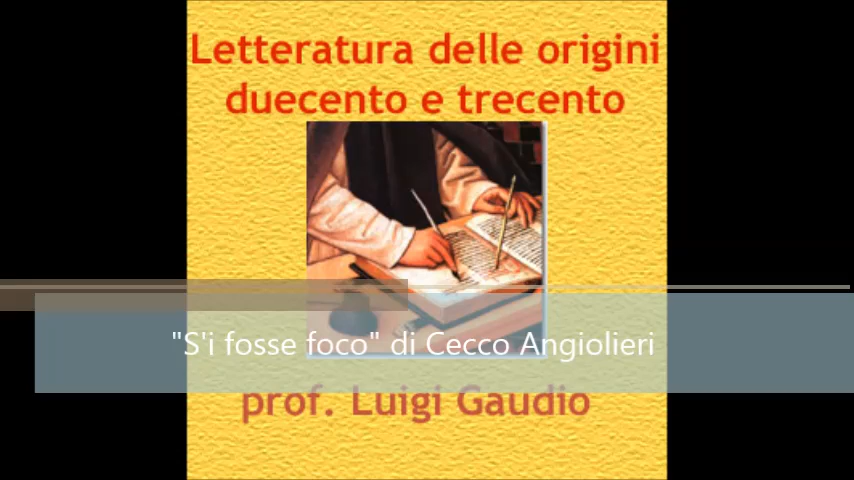 Letteratura delle origini
duecento e trecento
"S'i fosse foco" di Cecco Angiolieri
prof. Luigi Gaudio